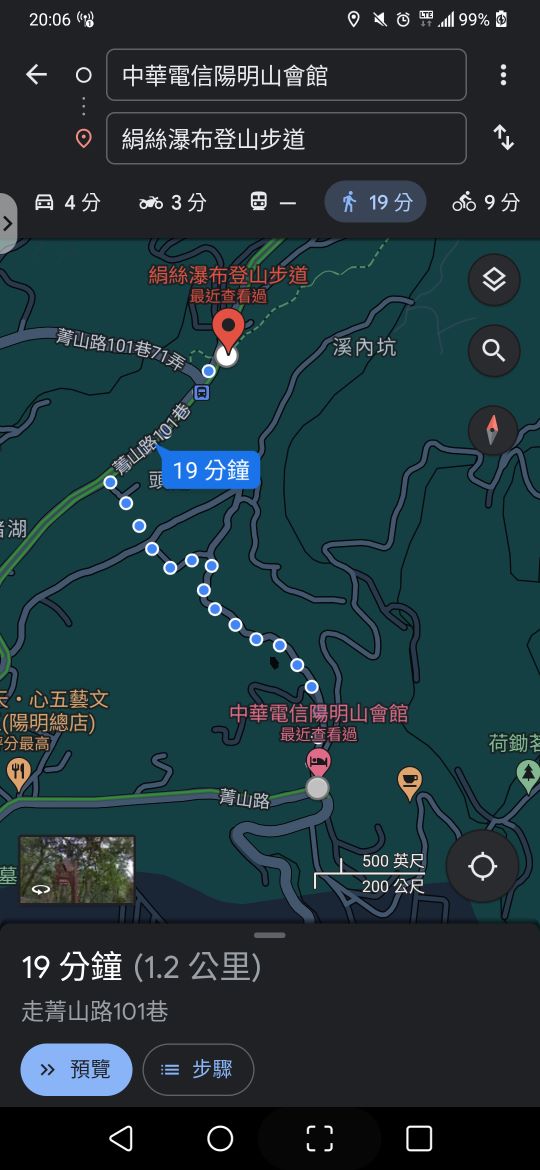 20:06
LTE
99%
中華電信陽明山會館
絹絲瀑布登山步道
4 分
3 分
—
19 分
9 分
絹絲瀑布登山步道
最近查看過
菁山路101巷71弄
溪內坑
菁山路101巷
19 分鐘
頭
湖
天・心五藝文
(陽明總店)
評分最高
中華電信陽明山會館
最近查看過
荷鋤茗
菁山路
墓
500 英尺
200 公尺
19 分鐘 (1.2 公里)
走菁山路101巷
預覽
步驟